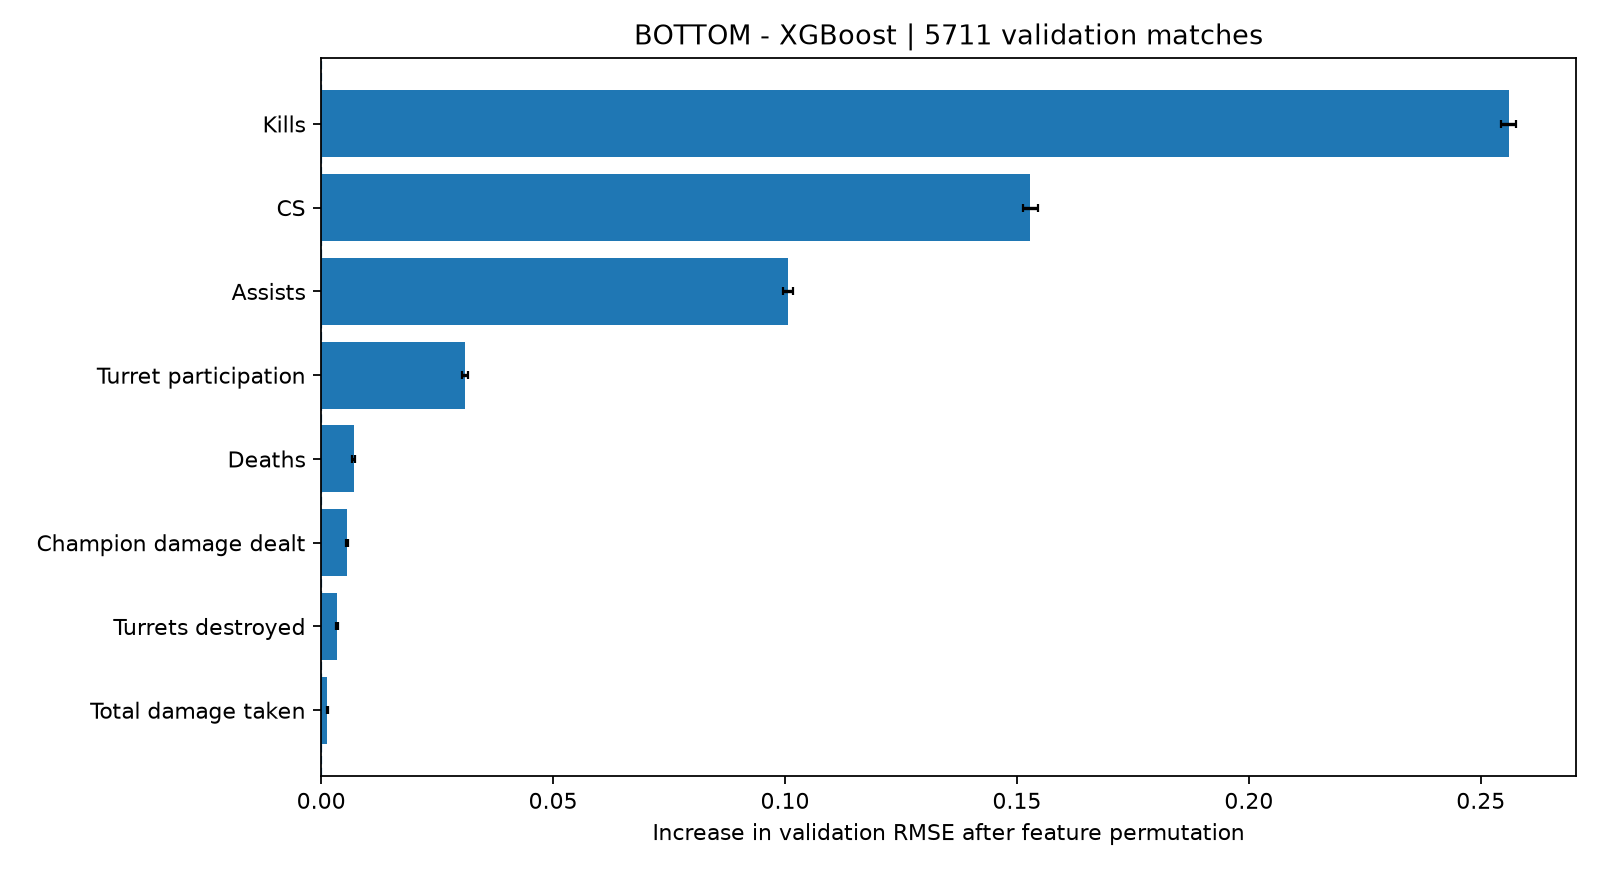 BOTTOM - XGBoost | 5711 validation matches
Kills
CS
Assists
Turret participation
Deaths
Champion damage dealt
Turrets destroyed
Total damage taken
0.00 0.05 0.10 0.15 0.20 0.25
Increase in validation RMSE after feature permutation